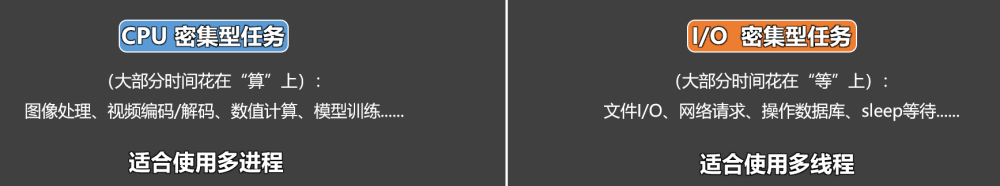 CPU 密集型任务
（大部分时间花在“算”上）:
图像处理、视频编码/解码、数值计算、模型训练......
适合使用多进程
I/O 密集型任务
（大部分时间花在“等”上）:
文件I/O、网络请求、操作数据库、sleep等待......
适合使用多线程